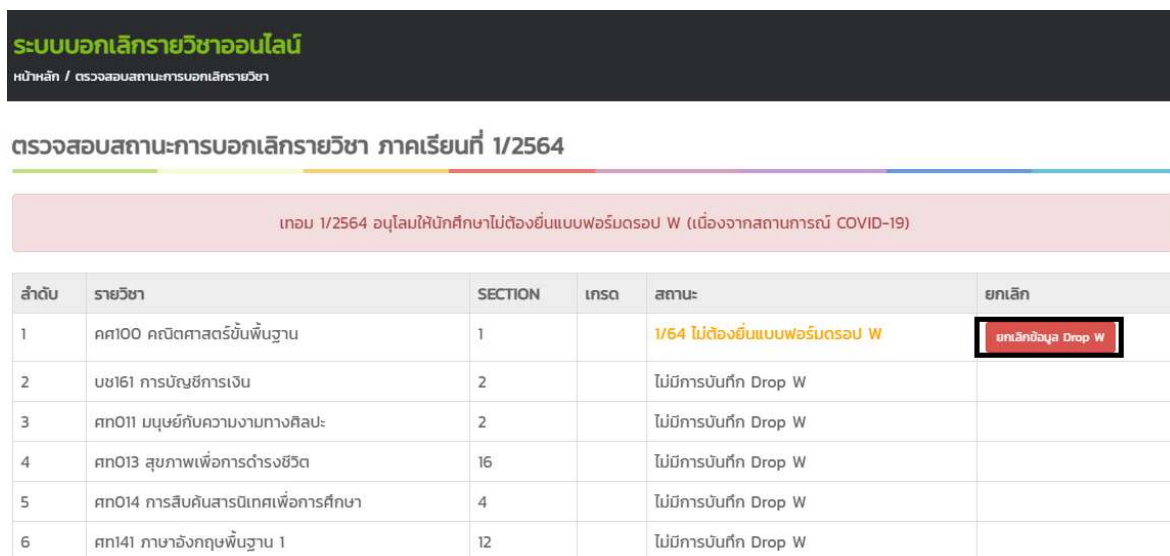 ระบบบอกเลิกรายวิชาออนไลน์
หน้าหลัก / ตรวจสอบสถานะการบอกเลิกรายวิชา
ตรวจสอบสถานะการบอกเลิกรายวิชา ภาคเรียนที่ 1/2564
เทอม 1/2564 อนุโลมให้นักศึกษาไม่ต้องยื่นแบบฟอร์มดรอป W (เนื่องจากสถานการณ์ COVID-19)
ลำดับ รายวิชา SECTION เกรด สถานะ ยกเลิก
1 คศ100 คณิตศาสตร์ขั้นพื้นฐาน 1 1/64 ไม่ต้องยื่นแบบฟอร์มดรอป W ยกเลิกข้อมูล Drop W
2 บช161 การบัญชีการเงิน 2 ไม่มีการบันทึก Drop W
3 ศท011 มนุษย์กับความงามทางศิลปะ 2 ไม่มีการบันทึก Drop W
4 ศท013 สุขภาพเพื่อการดำรงชีวิต 16 ไม่มีการบันทึก Drop W
5 ศท014 การสืบค้นสารนิเทศเพื่อการศึกษา 4 ไม่มีการบันทึก Drop W
6 ศท141 ภาษาอังกฤษพื้นฐาน 1 12 ไม่มีการบันทึก Drop W